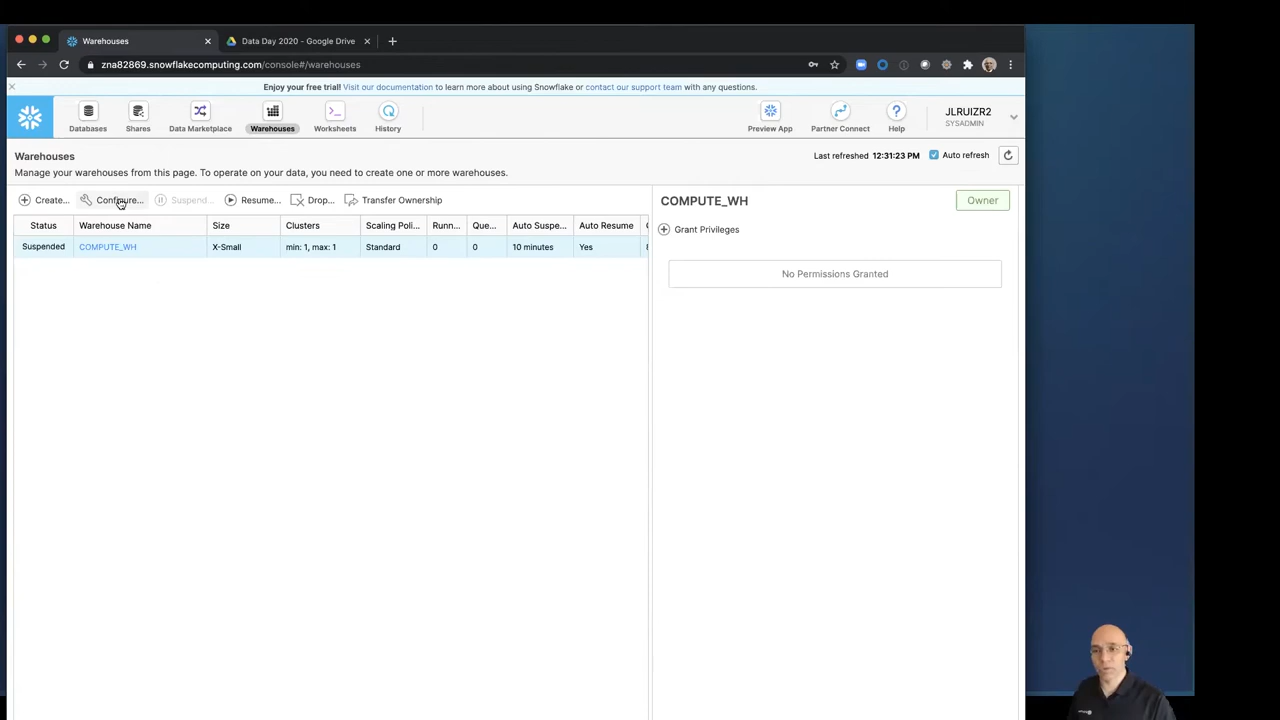 Warehouses
Data Day 2020 - Google Drive
zna82869.snowflakecomputing.com/console#/warehouses
Enjoy your free trial! Visit our documentation to learn more about using Snowflake or contact our support team with any questions.
Databases
Shares
Data Marketplace
Warehouses
Worksheets
History
Preview App
Partner Connect
Help
JLRUIZR2
SYSADMIN
Warehouses
Last refreshed 12:31:23 PM
Auto refresh
Manage your warehouses from this page. To operate on your data, you need to create one or more warehouses.
Create... Configure... Suspend... Resume... Drop... Transfer Ownership
Status Warehouse Name Size Clusters Scaling Poli... Runn... Que... Auto Suspe... Auto Resume
Suspended COMPUTE_WH X-Small min: 1, max: 1 Standard 0 0 10 minutes Yes
COMPUTE_WH
Owner
Grant Privileges
No Permissions Granted